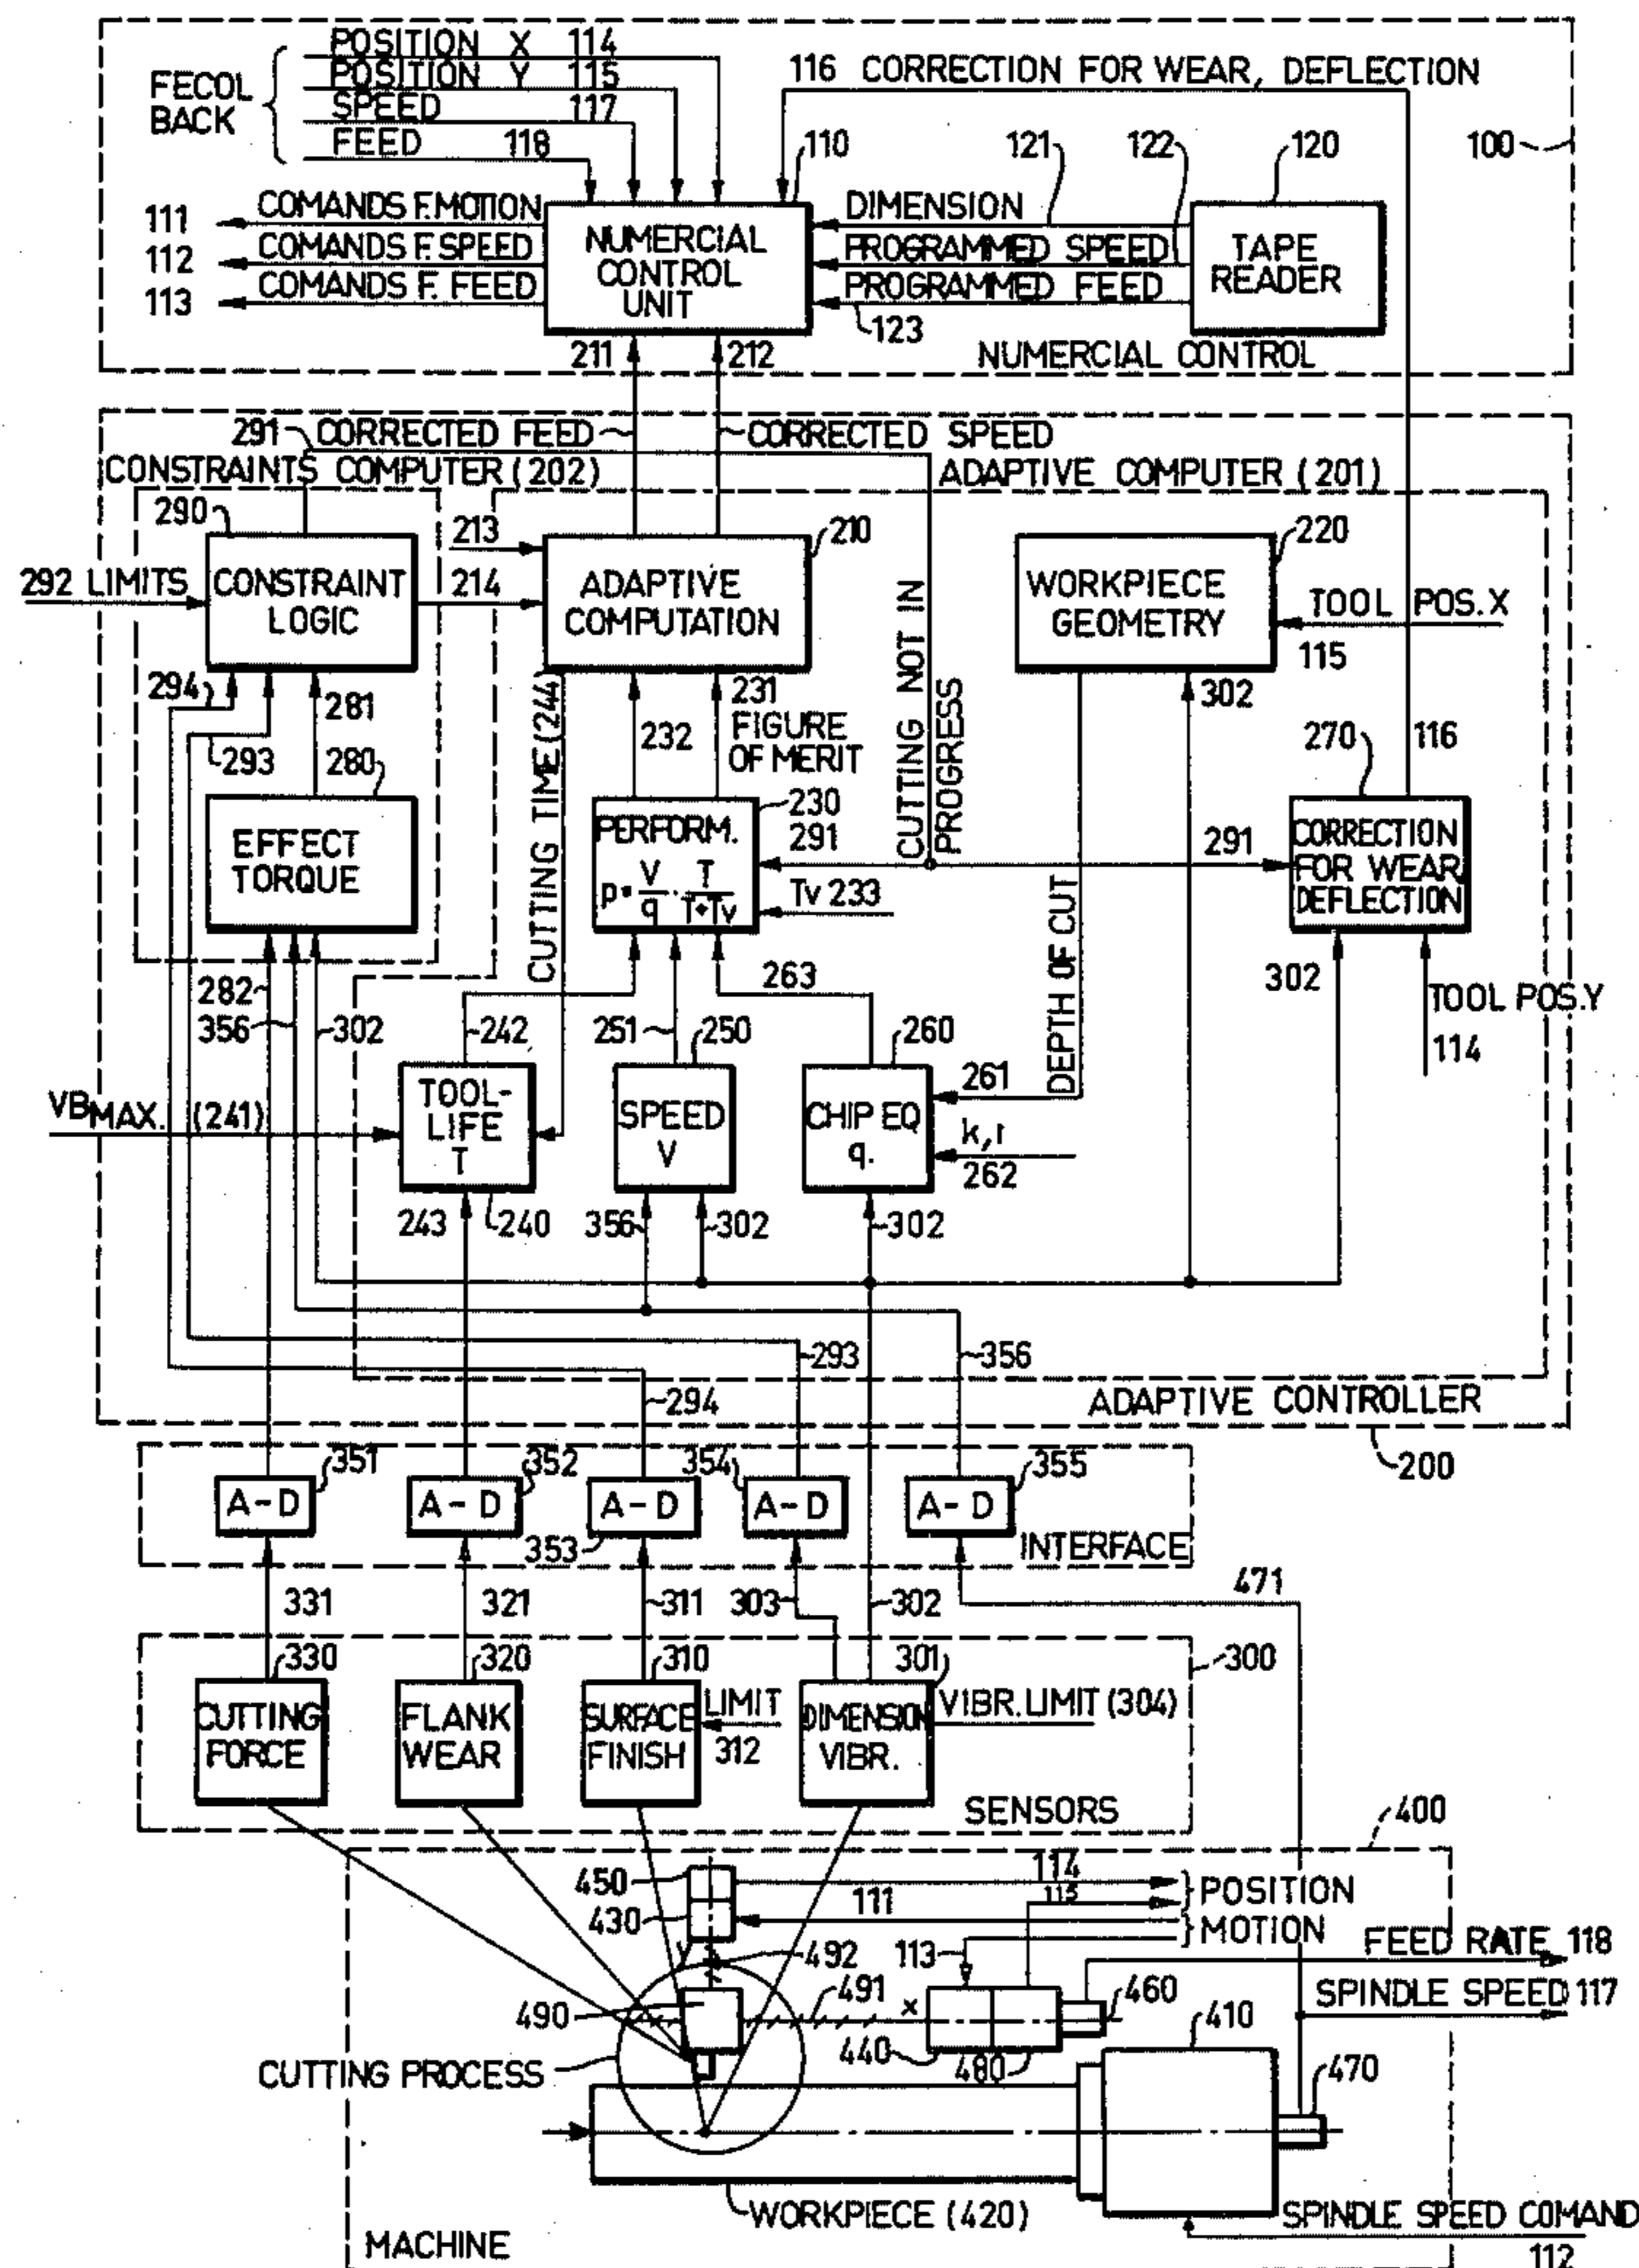 POSITION X 114
POSITION Y 115
SPEED 117
FEED 118
FECOL
BACK
116 CORRECTION FOR WEAR, DEFLECTION
110
121
122
120
100
111 COMANDS F. MOTION
112 COMANDS F. SPEED
113 COMANDS F. FEED
NUMERCIAL
CONTROL
UNIT
DIMENSION
PROGRAMMED SPEED
PROGRAMMED FEED
123
TAPE
READER
211
212
NUMERCIAL CONTROL
291 CORRECTED FEED
CORRECTED SPEED
CONSTRAINTS COMPUTER (202)
ADAPTIVE COMPUTER (201)
290
213
210
220
292 LIMITS
CONSTRAINT
LOGIC
214
ADAPTIVE
COMPUTATION
WORKPIECE
GEOMETRY
TOOL POS. X
115
294
281
293
280
232
231
FIGURE
OF MERIT
CUTTING TIME (244)
CUTTING NOT IN
PROGRESS
302
270
116
EFFECT
TORQUE
PERFORM.
p = V/q · T/T+Tv
230
291
Tv 233
291
CORRECTION
FOR WEAR
DEFLECTION
DEPTH OF CUT
282
356
302
263
302
TOOL POS. Y
114
242
251
250
260
VBMAX. (241)
TOOL-
LIFE
T
SPEED
V
CHIP EQ
q.
261
k, r
262
243
240
356
302
302
293
356
294
ADAPTIVE CONTROLLER
200
351
352
354
355
A-D
A-D
A-D
A-D
A-D
353
INTERFACE
331
321
311
303
302
471
330
320
310
301
300
CUTTING
FORCE
FLANK
WEAR
SURFACE
FINISH
LIMIT
312
DIMENSION
VIBR.
VIBR. LIMIT (304)
SENSORS
400
450
430
114
115
111
POSITION
MOTION
Y
492
113
FEED RATE 118
490
491
x
460
SPINDLE SPEED 117
440
480
410
470
CUTTING PROCESS
WORKPIECE (420)
SPINDLE SPEED COMAND
112
MACHINE